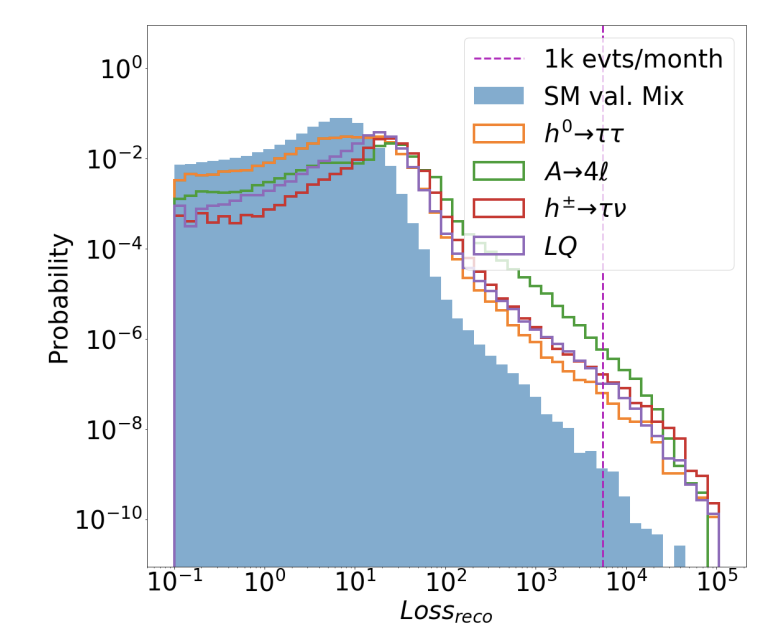 1k evts/month
SM val. Mix
h⁰→ττ
A→4ℓ
h±→τν
LQ
Probability
10⁰
10⁻²
10⁻⁴
10⁻⁶
10⁻⁸
10⁻¹⁰
10⁻¹ 10⁰ 10¹ 10² 10³ 10⁴ 10⁵
Loss_reco